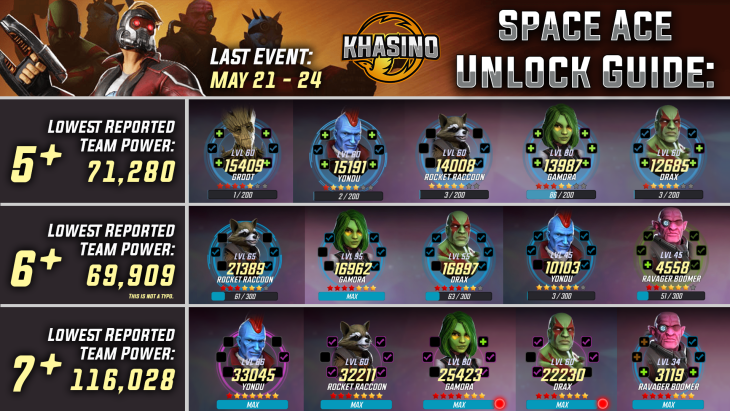 LAST EVENT:
MAY 21 - 24
KHASINO
SPACE ACE
UNLOCK GUIDE:
5+
LOWEST REPORTED
TEAM POWER:
71,280
LVL 60
15409
GROOT
1 / 200
LVL 60
15191
YONDU
2 / 200
LVL 60
14008
ROCKET RACCOON
3 / 200
LVL 60
13987
GAMORA
66 / 200
LVL 60
12685
DRAX
3 / 200
6+
LOWEST REPORTED
TEAM POWER:
69,909
THIS IS NOT A TYPO.
LVL 65
21389
ROCKET RACCOON
61 / 300
16962
GAMORA
MAX
16897
DRAX
63 / 300
LVL 45
10103
YONDU
3 / 300
LVL 45
4558
RAVAGER BOOMER
51 / 300
7+
LOWEST REPORTED
TEAM POWER:
116,028
33045
YONDU
MAX
LVL 60
32211
ROCKET RACCOON
MAX
LVL 60
25423
GAMORA
MAX
LVL 60
22230
DRAX
MAX
LVL 34
3119
RAVAGER BOOMER
MAX